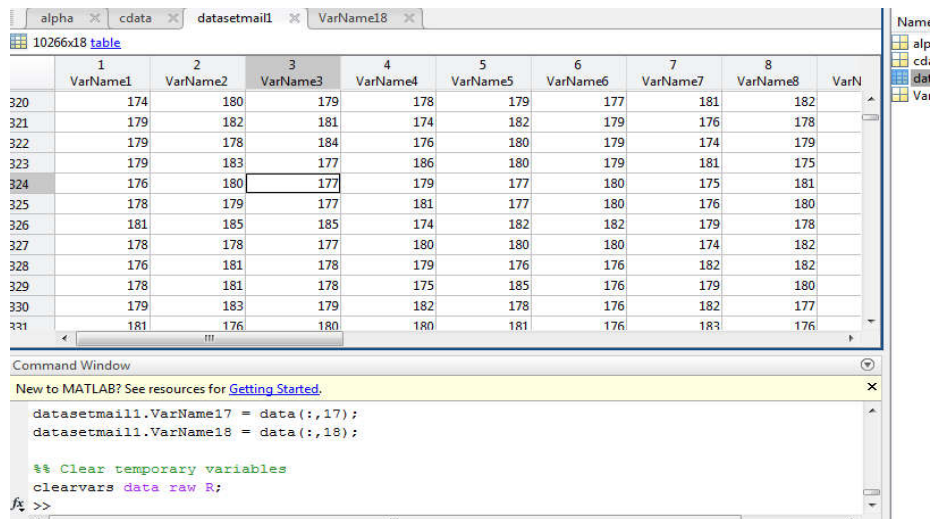 alpha cdata datasetmail1 VarName18
Name
10266x18 table
alp
cda
dat
Var
1 2 3 4 5 6 7 8
VarName1 VarName2 VarName3 VarName4 VarName5 VarName6 VarName7 VarName8 VarN
320 174 180 179 178 179 177 181 182
321 179 182 181 174 182 179 176 178
322 179 178 184 176 180 179 174 179
323 179 183 177 186 180 179 181 175
324 176 180 177 179 177 180 175 181
325 178 179 177 181 177 180 176 180
326 181 185 185 174 182 182 179 178
327 178 178 177 180 180 180 174 182
328 176 181 178 179 176 176 182 182
329 178 181 178 175 185 176 179 180
330 179 183 179 182 178 176 182 177
331 181 176 180 180 181 176 183 176
Command Window
New to MATLAB? See resources for Getting Started.
datasetmail1.VarName17 = data(:,17);
datasetmail1.VarName18 = data(:,18);
%% Clear temporary variables
clearvars data raw R;
fx >>